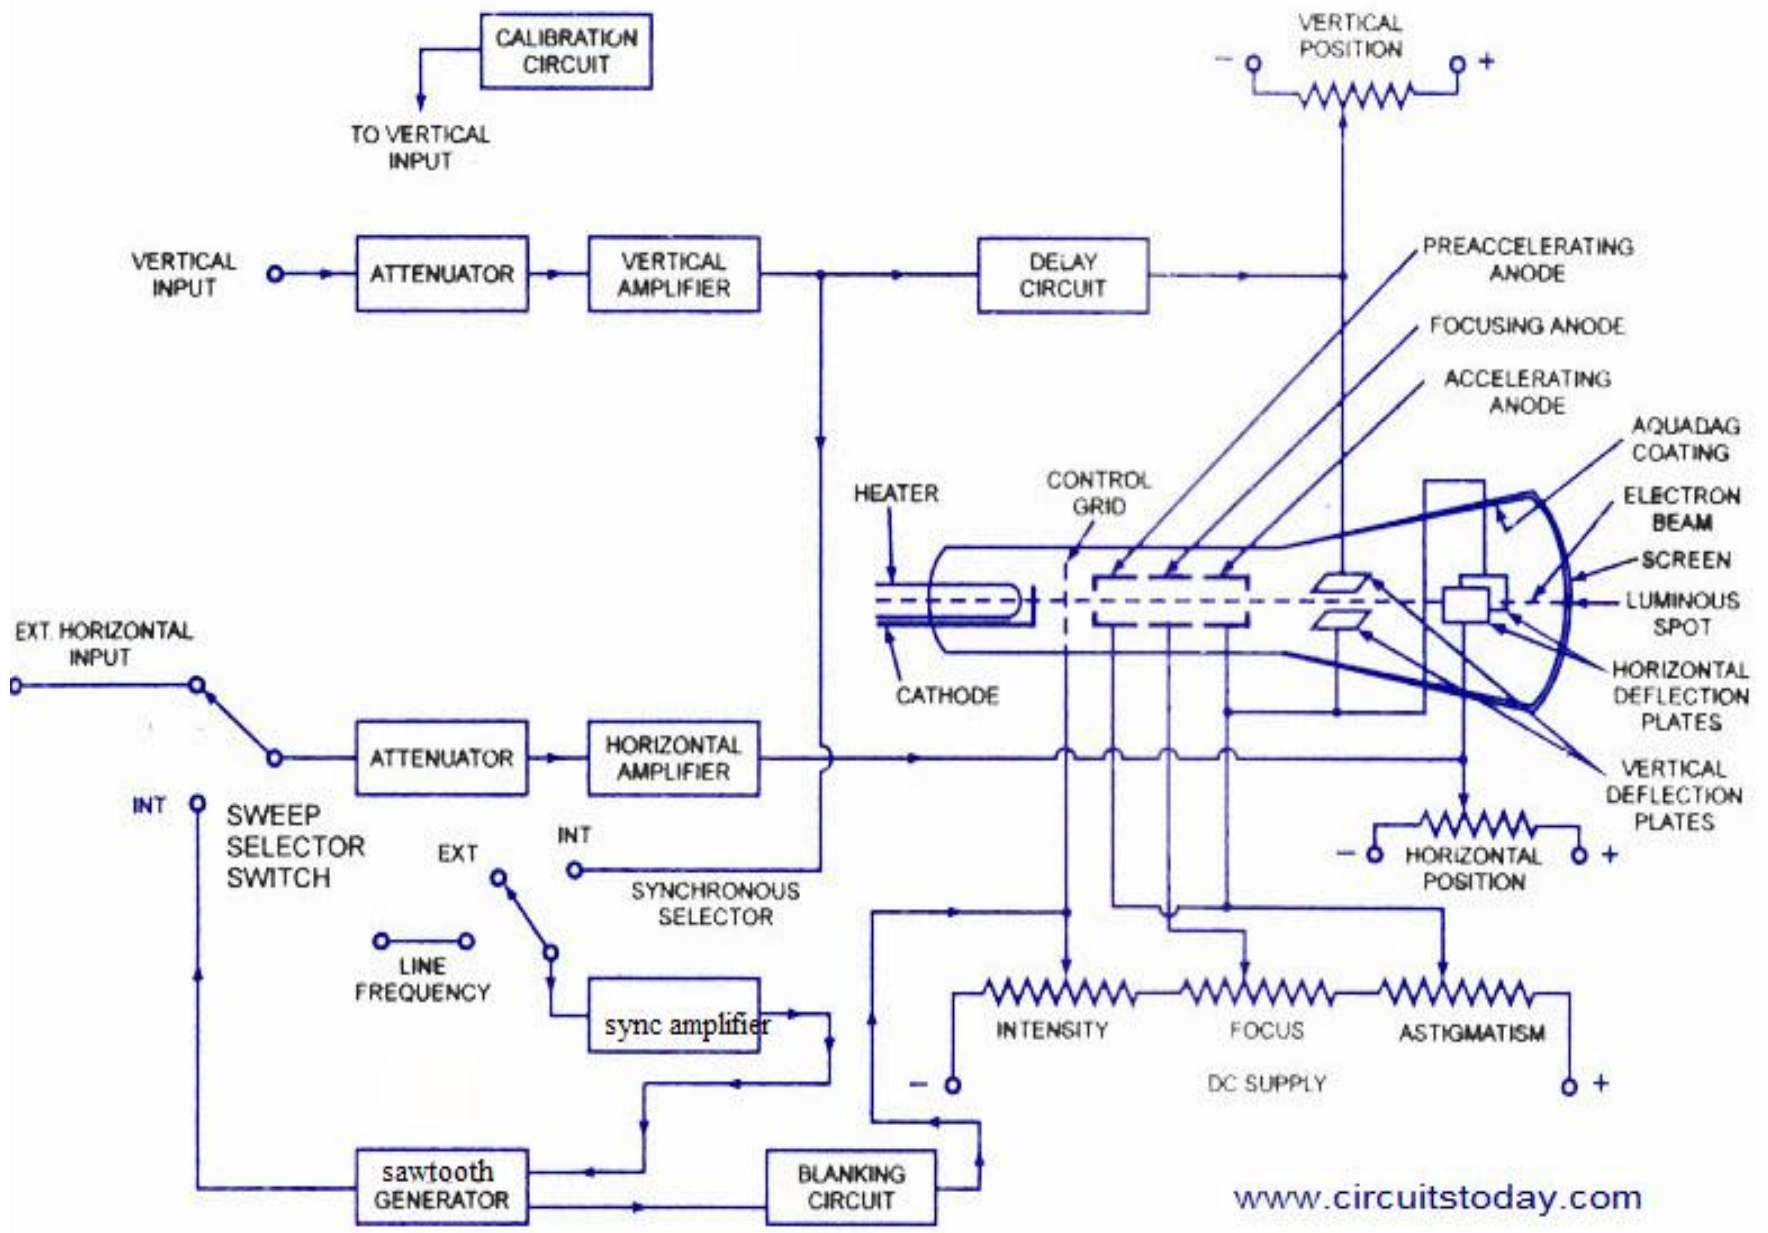 CALIBRATION
CIRCUIT
TO VERTICAL
INPUT
VERTICAL
POSITION
-
+
VERTICAL
INPUT
ATTENUATOR
VERTICAL
AMPLIFIER
DELAY
CIRCUIT
PREACCELERATING
ANODE
FOCUSING ANODE
ACCELERATING
ANODE
AQUADAG
COATING
HEATER
CONTROL
GRID
ELECTRON
BEAM
SCREEN
LUMINOUS
SPOT
CATHODE
HORIZONTAL
DEFLECTION
PLATES
VERTICAL
DEFLECTION
PLATES
EXT. HORIZONTAL
INPUT
ATTENUATOR
HORIZONTAL
AMPLIFIER
INT
SWEEP
SELECTOR
SWITCH
EXT
INT
SYNCHRONOUS
SELECTOR
-
+
HORIZONTAL
POSITION
LINE
FREQUENCY
sync amplifier
INTENSITY
FOCUS
ASTIGMATISM
-
DC SUPPLY
+
sawtooth
GENERATOR
BLANKING
CIRCUIT
www.circuitstoday.com